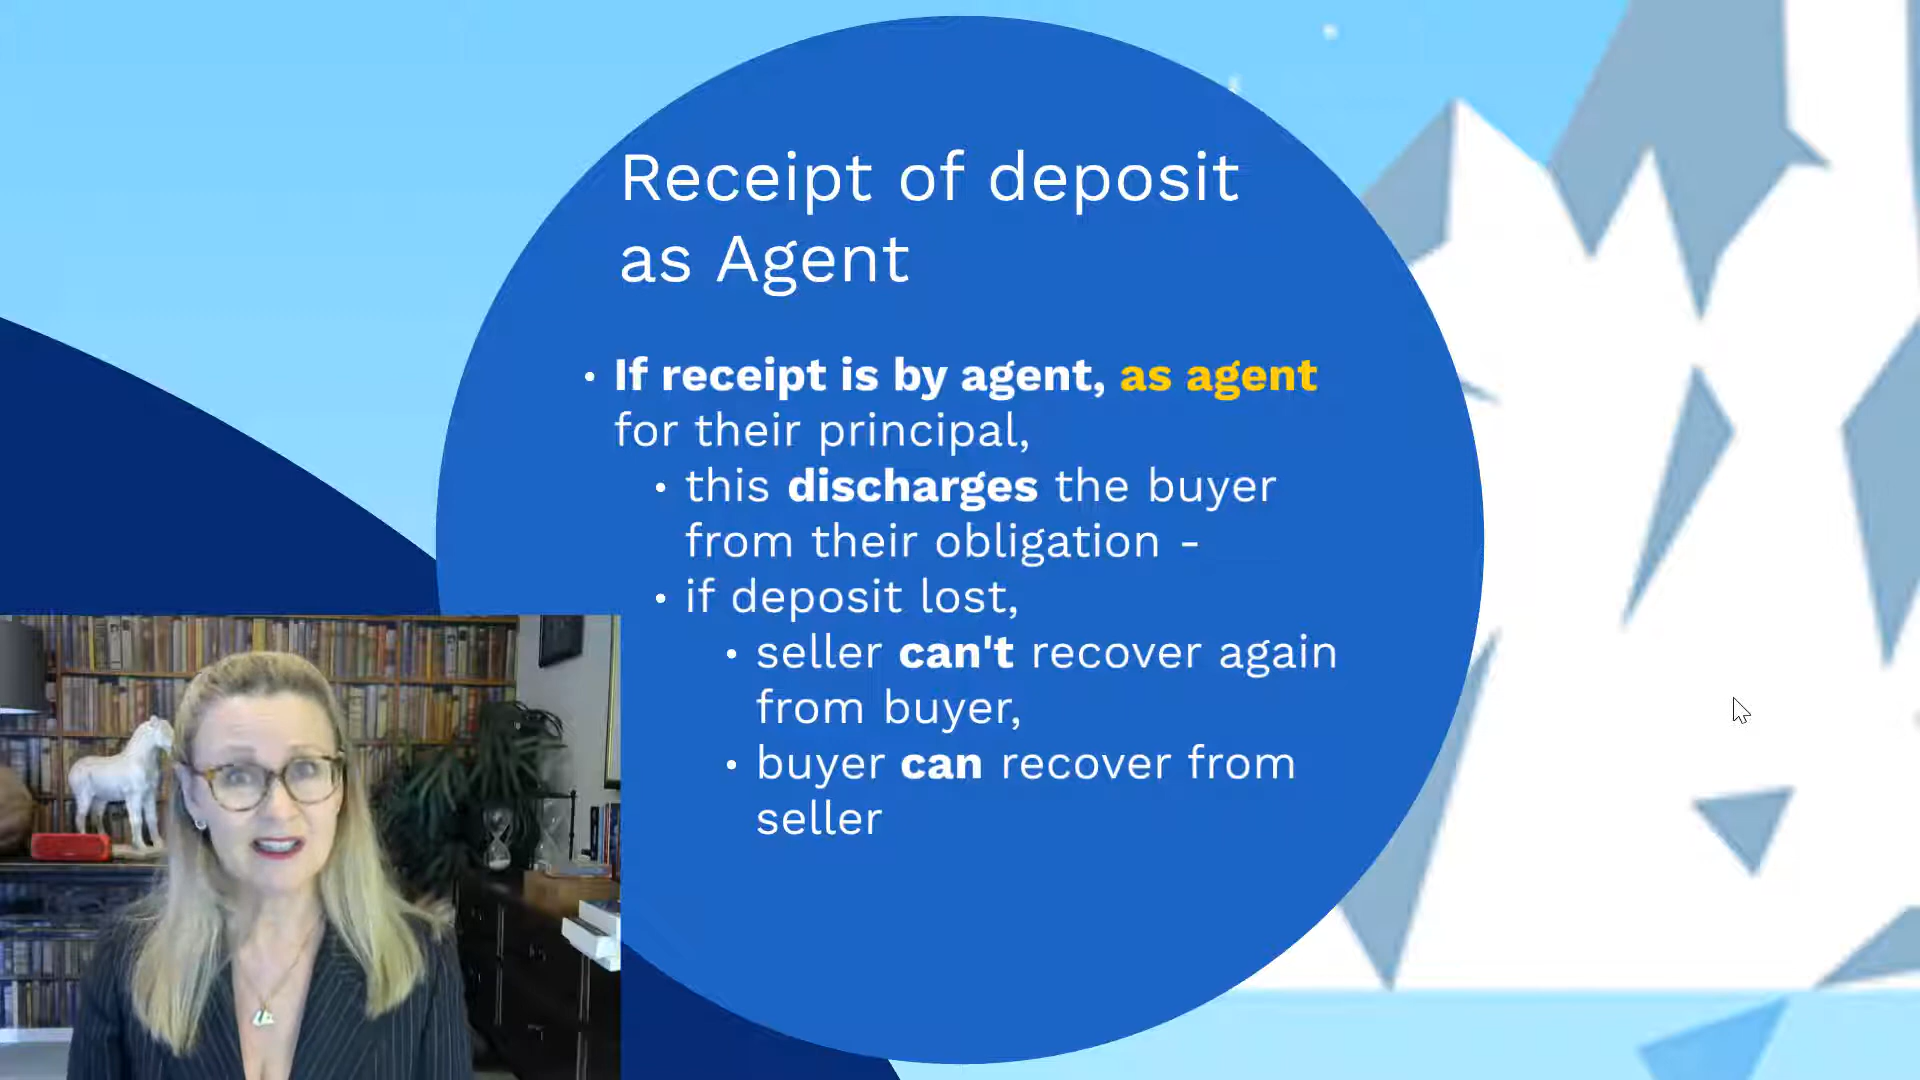 Receipt of deposit
as Agent
• If receipt is by agent, as agent
for their principal,
• this discharges the buyer
from their obligation -
• if deposit lost,
• seller can't recover again
from buyer,
• buyer can recover from
seller